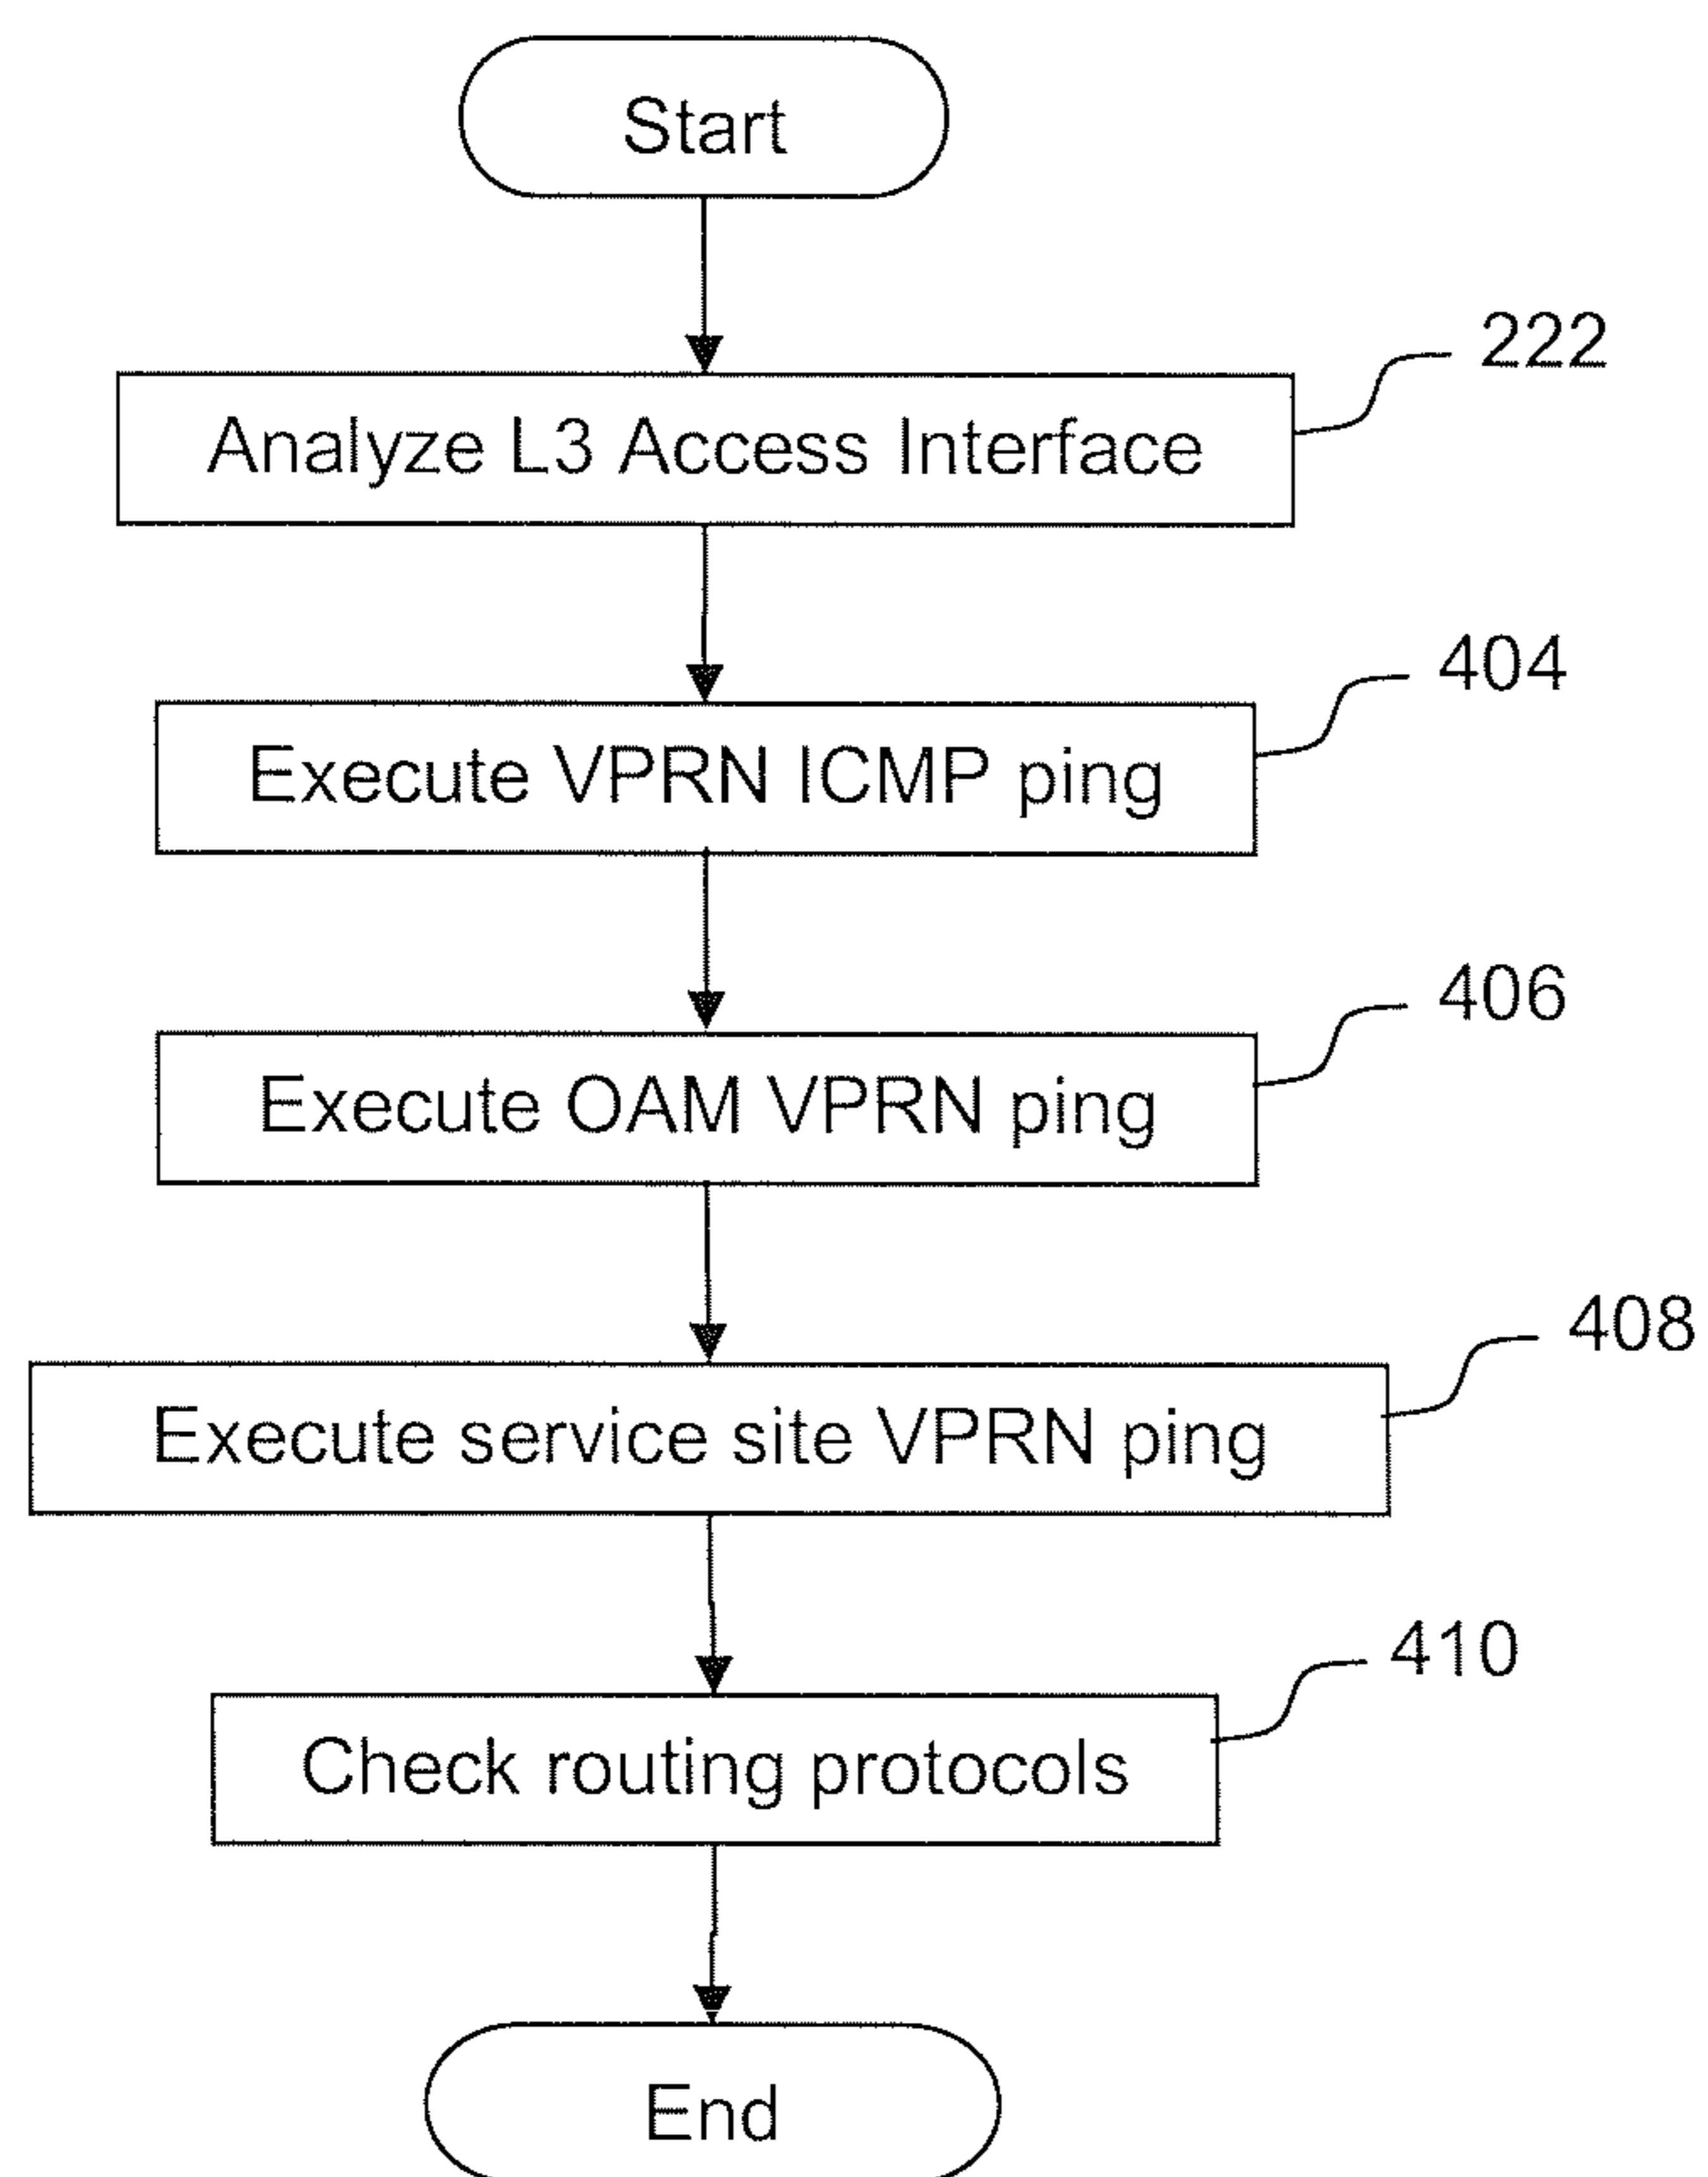 Start
222
Analyze L3 Access Interface
404
Execute VPRN ICMP ping
406
Execute OAM VPRN ping
408
Execute service site VPRN ping
410
Check routing protocols
End